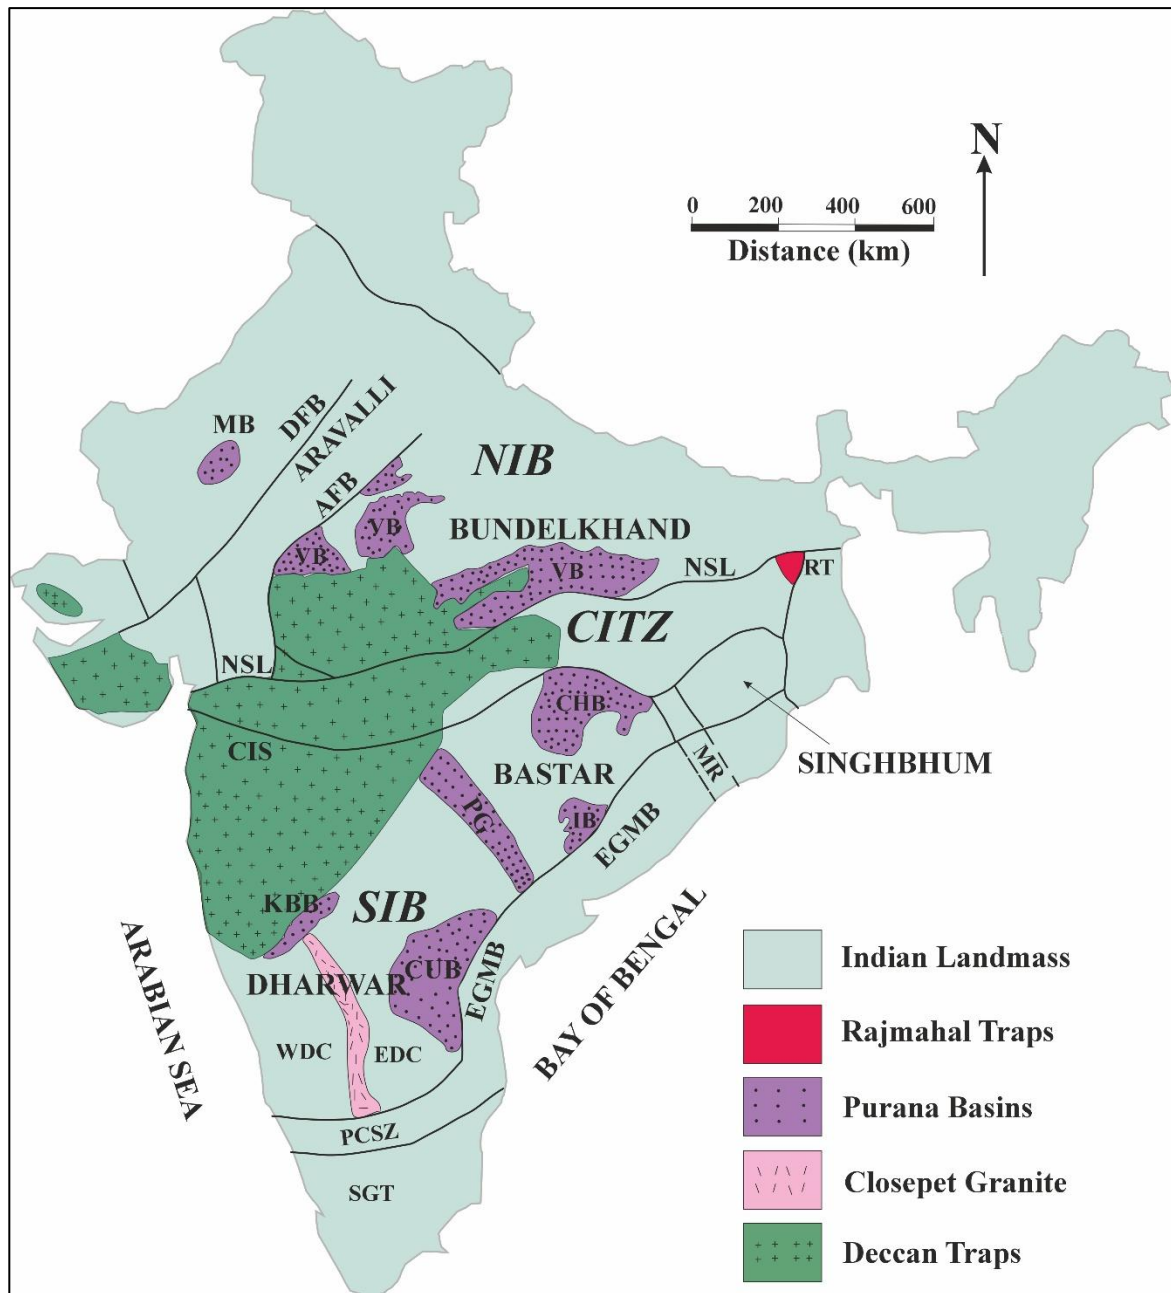 N
0 200 400 600
Distance (km)
MB
DFB
ARAVALLI
AFB
NIB
VB
VB
BUNDELKHAND
VB
NSL
RT
CITZ
NSL
CHB
CIS
BASTAR
MR
SINGHBHUM
PG
IB
EGMB
KBB
SIB
CUB
DHARWAR
EGMB
WDC
EDC
PCSZ
SGT
ARABIAN SEA
BAY OF BENGAL
Indian Landmass
Rajmahal Traps
Purana Basins
Closepet Granite
Deccan Traps